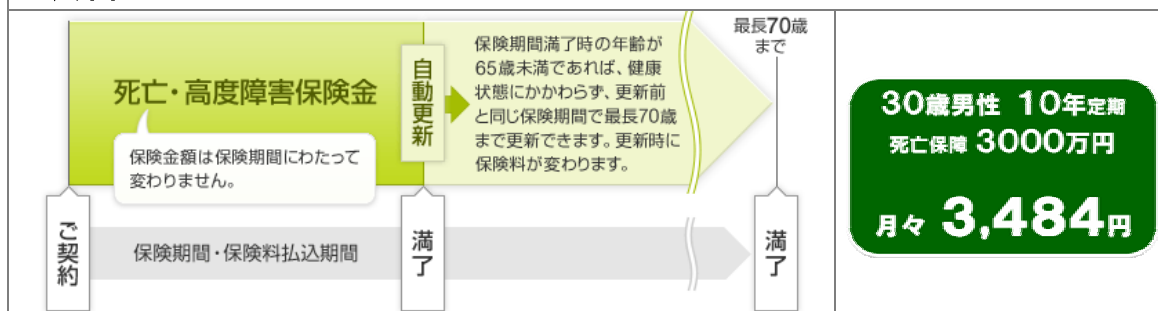 死亡・高度障害保険金
保険金額は保険期間にわたって
変わりません。
自動更新
保険期間満了時の年齢が
65歳未満であれば、健康
状態にかかわらず、更新前
と同じ保険期間で最長70歳
まで更新できます。更新時に
保険料が変わります。
最長70歳
まで
ご契約
保険期間・保険料払込期間
満了
満了
30歳男性 10年定期
死亡保障 3000万円
月々 3,484円